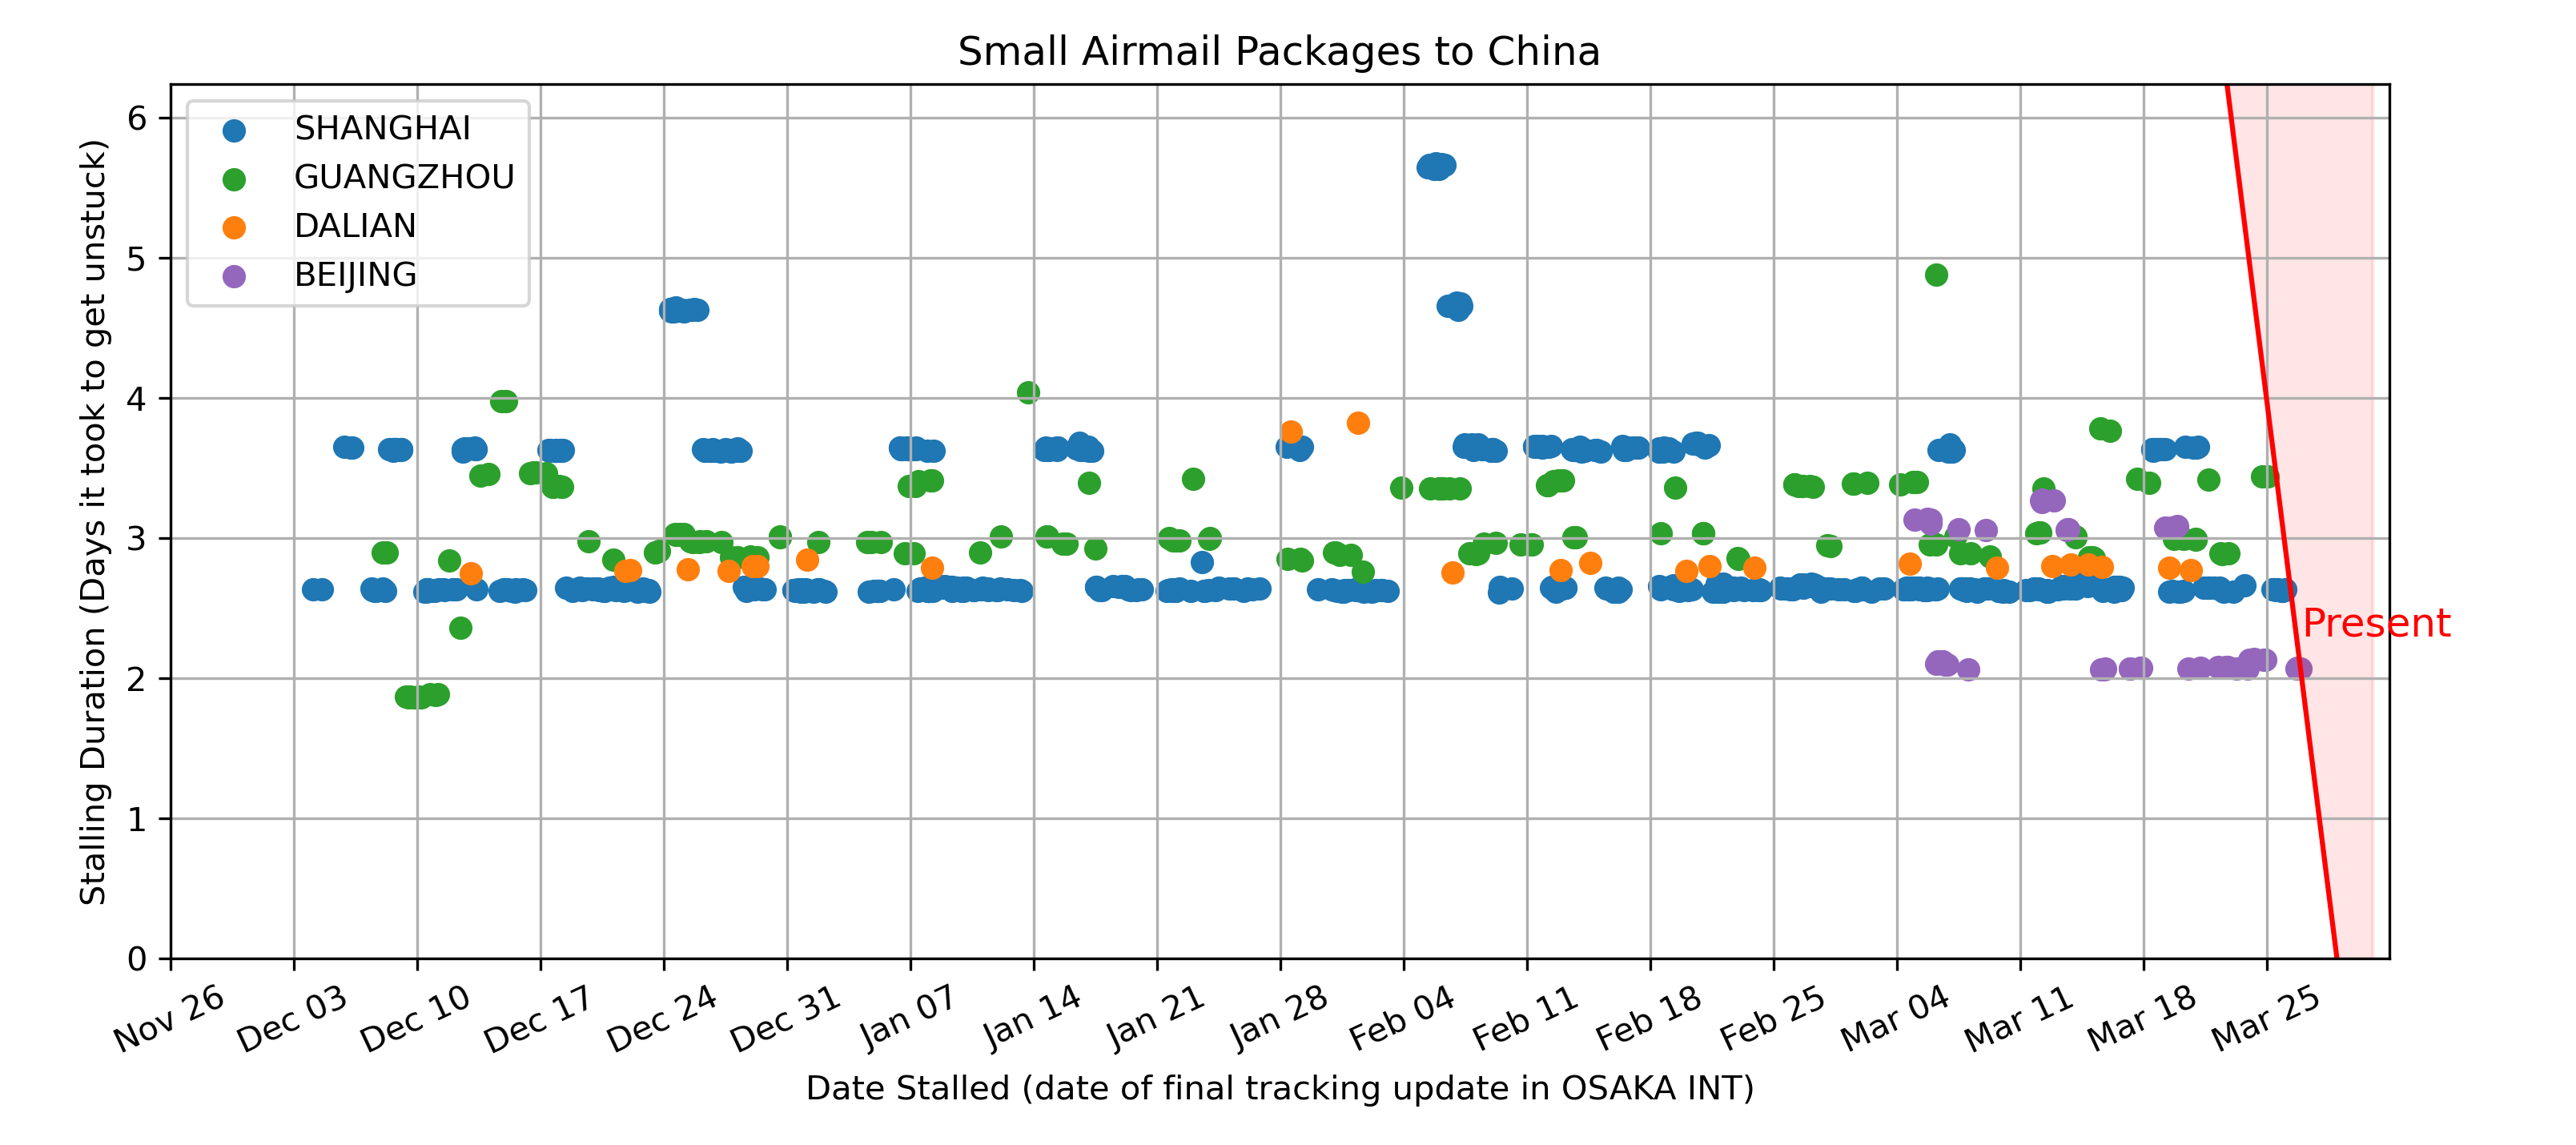 Small Airmail Packages to China
SHANGHAI
GUANGZHOU
DALIAN
BEIJING
Stalling Duration (Days it took to get unstuck)
6
5
4
3
2
1
0
Present
Nov 26
Dec 03
Dec 10
Dec 17
Dec 24
Dec 31
Jan 07
Jan 14
Jan 21
Jan 28
Feb 04
Feb 11
Feb 18
Feb 25
Mar 04
Mar 11
Mar 18
Mar 25
Date Stalled (date of final tracking update in OSAKA INT)